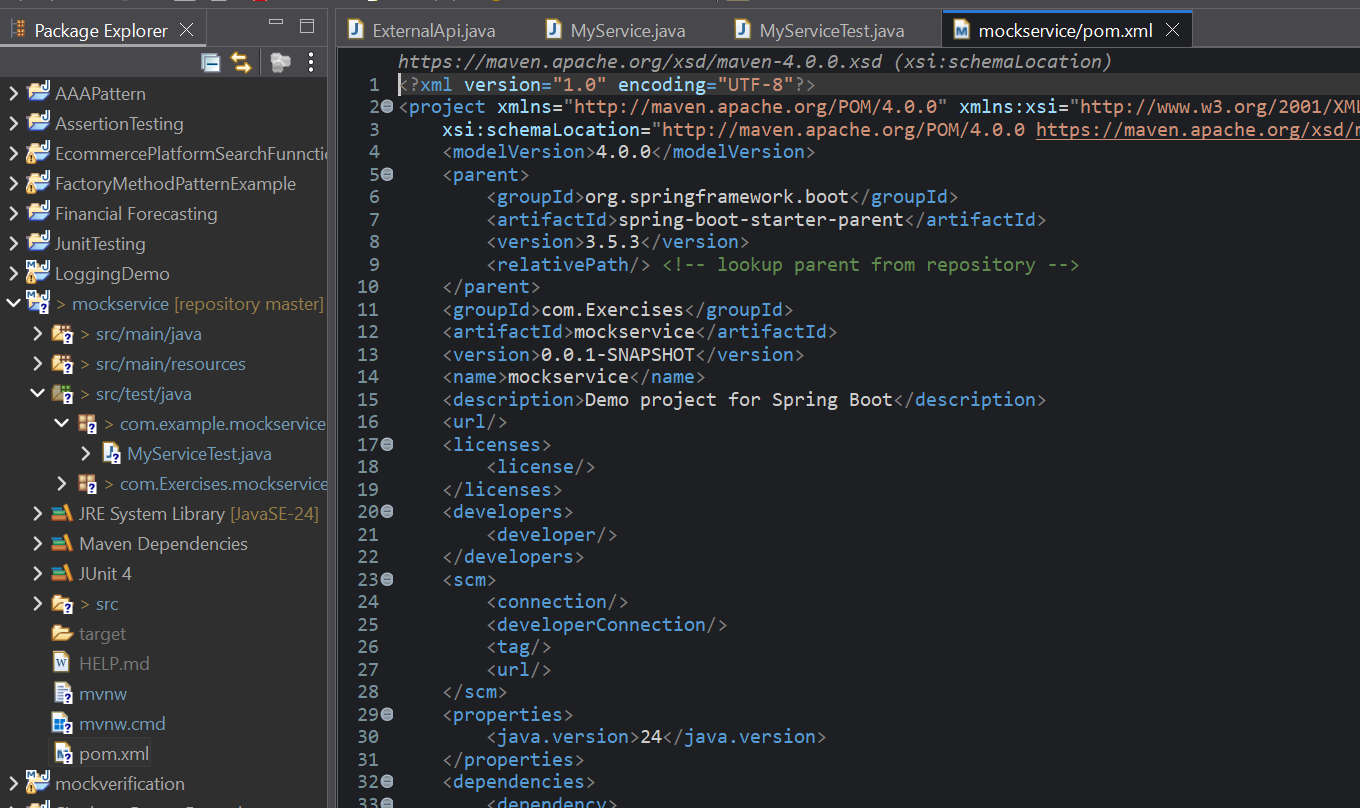 Package Explorer
AAAPattern
AssertionTesting
EcommercePlatformSearchFunnctic
FactoryMethodPatternExample
Financial Forecasting
JunitTesting
LoggingDemo
> mockservice [repository master]
> src/main/java
> src/main/resources
> src/test/java
> com.example.mockservice
MyServiceTest.java
> com.Exercises.mockservice
JRE System Library [JavaSE-24]
Maven Dependencies
JUnit 4
> src
target
HELP.md
mvnw
mvnw.cmd
pom.xml
mockverification
ExternalApi.java MyService.java MyServiceTest.java mockservice/pom.xml
https://maven.apache.org/xsd/maven-4.0.0.xsd (xsi:schemaLocation)
1 <?xml version="1.0" encoding="UTF-8"?>
2 <project xmlns="http://maven.apache.org/POM/4.0.0" xmlns:xsi="http://www.w3.org/2001/XML
3 xsi:schemaLocation="http://maven.apache.org/POM/4.0.0 https://maven.apache.org/xsd/m
4 <modelVersion>4.0.0</modelVersion>
5 <parent>
6 <groupId>org.springframework.boot</groupId>
7 <artifactId>spring-boot-starter-parent</artifactId>
8 <version>3.5.3</version>
9 <relativePath/> <!-- lookup parent from repository -->
10 </parent>
11 <groupId>com.Exercises</groupId>
12 <artifactId>mockservice</artifactId>
13 <version>0.0.1-SNAPSHOT</version>
14 <name>mockservice</name>
15 <description>Demo project for Spring Boot</description>
16 <url/>
17 <licenses>
18 <license/>
19 </licenses>
20 <developers>
21 <developer/>
22 </developers>
23 <scm>
24 <connection/>
25 <developerConnection/>
26 <tag/>
27 <url/>
28 </scm>
29 <properties>
30 <java.version>24</java.version>
31 </properties>
32 <dependencies>
33 <dependency>